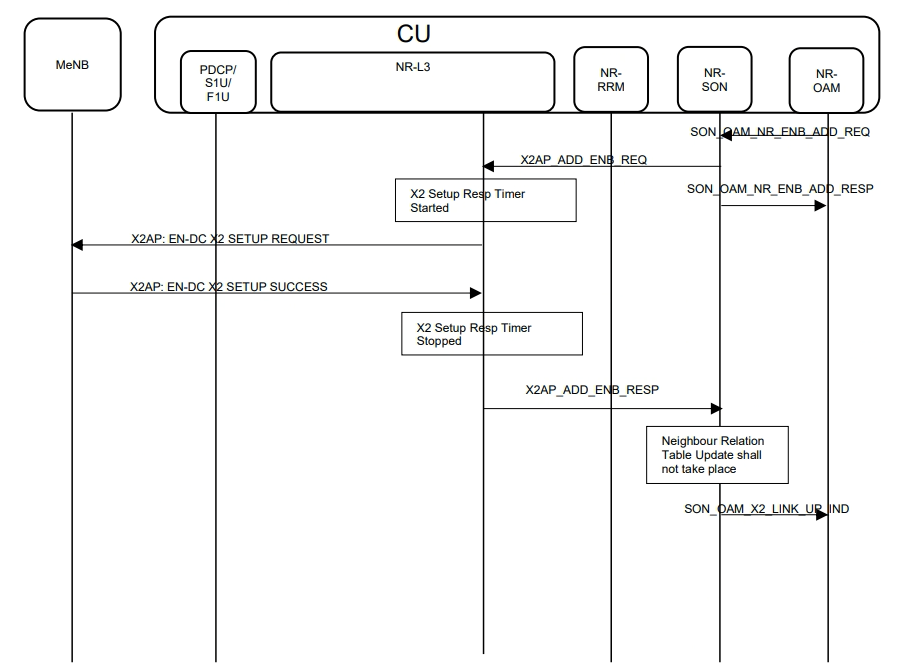 CU
MeNB
PDCP/
S1U/
F1U
NR-L3
NR-
RRM
NR-
SON
NR-
OAM
SON_OAM_NR_ENB_ADD_REQ
X2AP_ADD_ENB_REQ
SON_OAM_NR_ENB_ADD_RESP
X2 Setup Resp Timer
Started
X2AP: EN-DC X2 SETUP REQUEST
X2AP: EN-DC X2 SETUP SUCCESS
X2 Setup Resp Timer
Stopped
X2AP_ADD_ENB_RESP
Neighbour Relation
Table Update shall
not take place
SON_OAM_X2_LINK_UP_IND